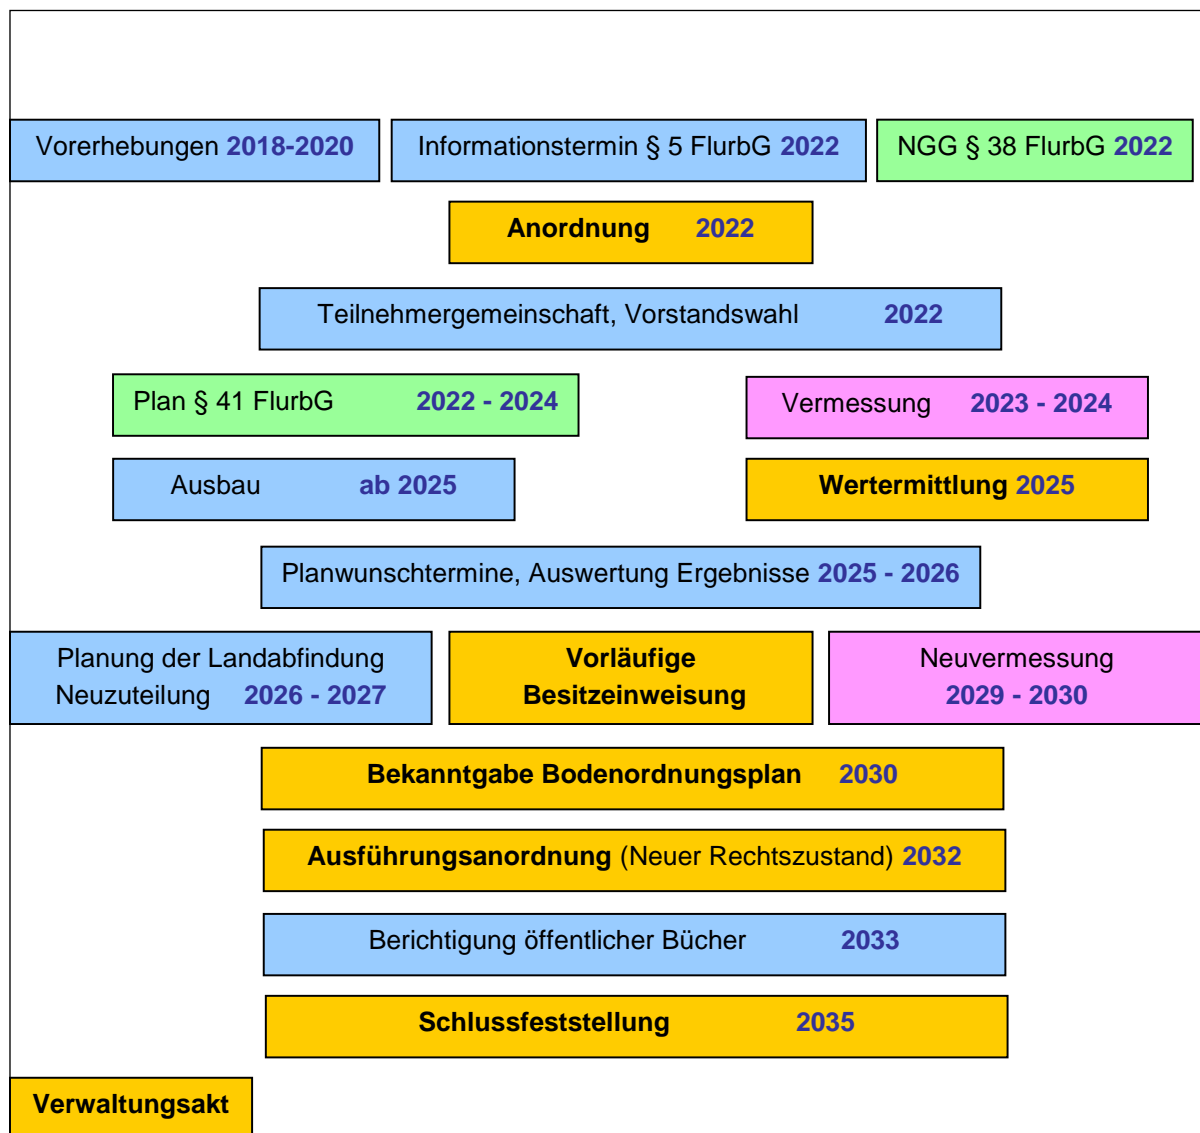 Vorerhebungen 2018-2020
Informationstermin § 5 FlurbG 2022
NGG § 38 FlurbG 2022
Anordnung 2022
Teilnehmergemeinschaft, Vorstandswahl 2022
Plan § 41 FlurbG 2022 - 2024
Vermessung 2023 - 2024
Ausbau ab 2025
Wertermittlung 2025
Planwunschtermine, Auswertung Ergebnisse 2025 - 2026
Planung der Landabfindung
Neuzuteilung 2026 - 2027
Vorläufige
Besitzeinweisung
Neuvermessung
2029 - 2030
Bekanntgabe Bodenordnungsplan 2030
Ausführungsanordnung (Neuer Rechtszustand) 2032
Berichtigung öffentlicher Bücher 2033
Schlussfeststellung 2035
Verwaltungsakt